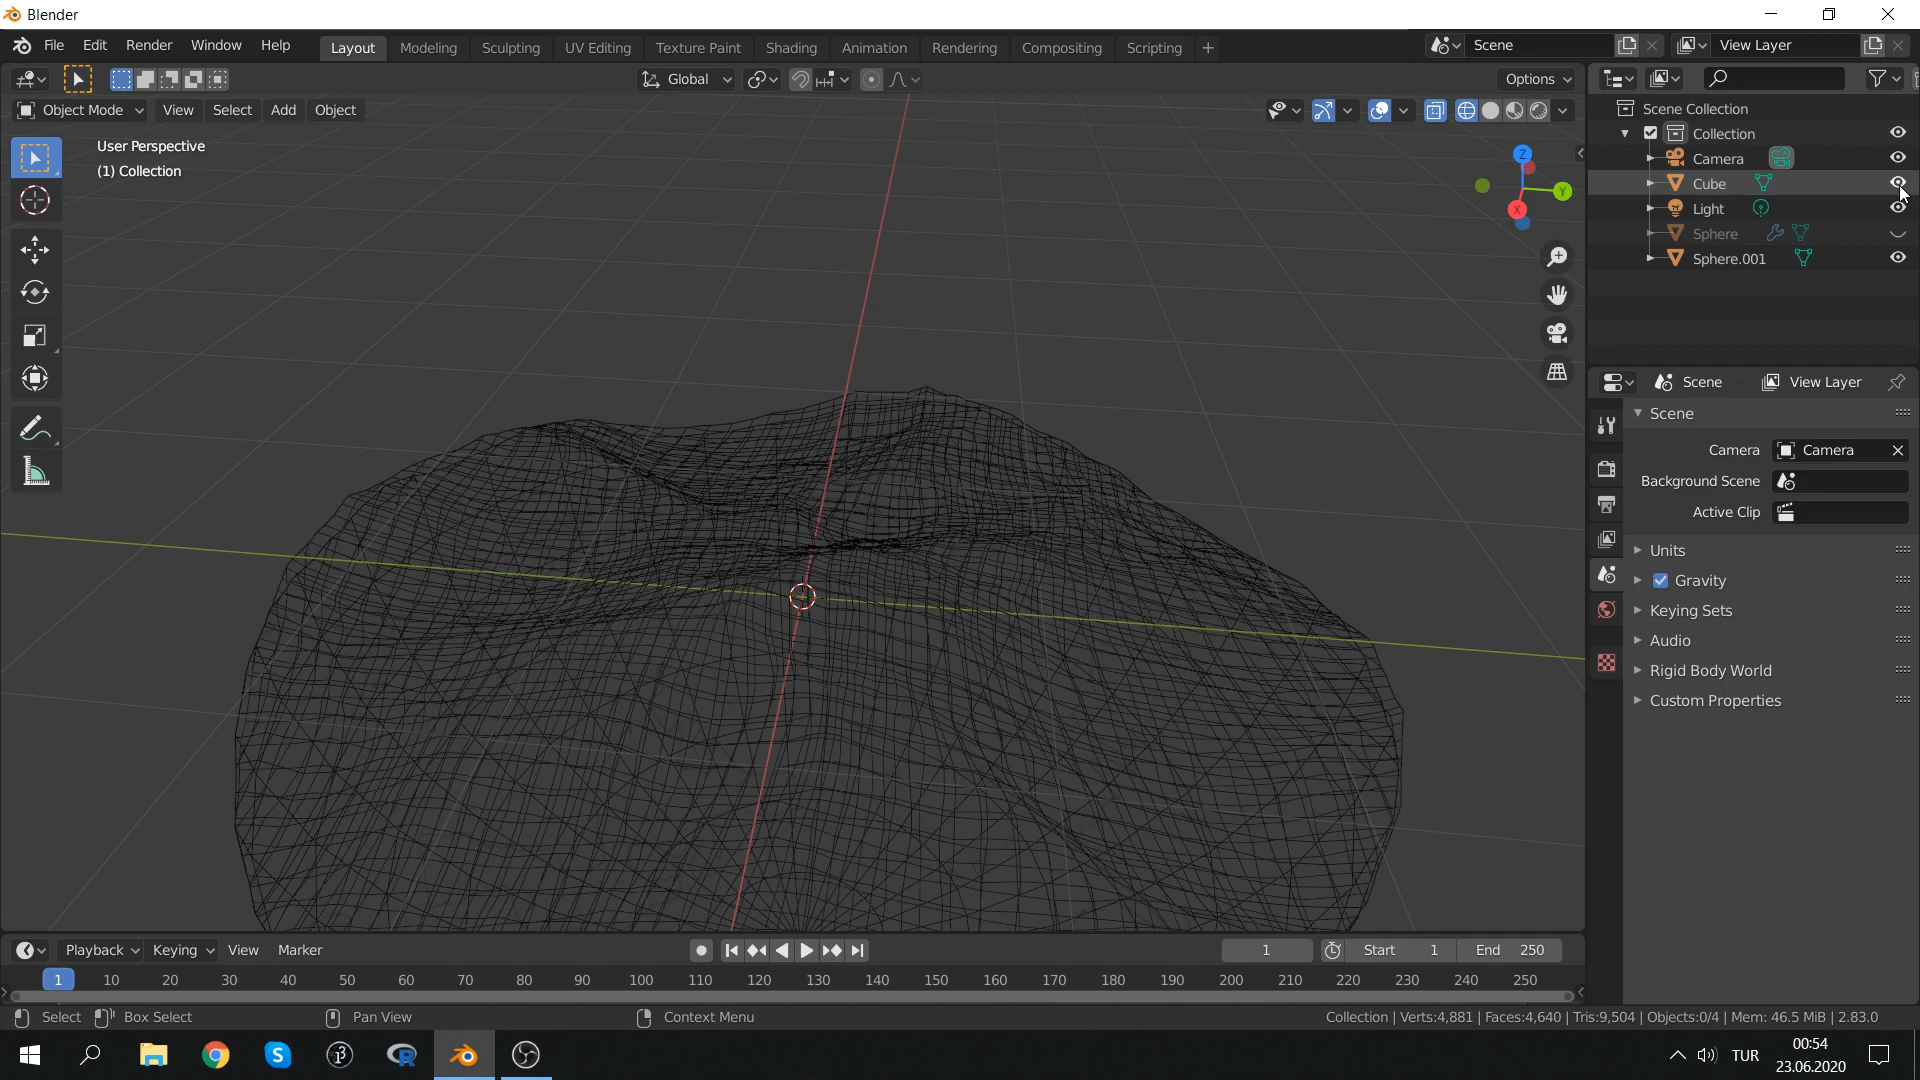 Blender
File Edit Render Window Help Layout Modeling Sculpting UV Editing Texture Paint Shading Animation Rendering Compositing Scripting + Scene View Layer
Global Options
Object Mode View Select Add Object
User Perspective
(1) Collection
Z
Y
X
Scene Collection
Collection
Camera
Cube
Light
Sphere
Sphere.001
Scene View Layer
Scene
Camera Camera
Background Scene
Active Clip
Units
Gravity
Keying Sets
Audio
Rigid Body World
Custom Properties
Playback Keying View Marker 1 Start 1 End 250
1 10 20 30 40 50 60 70 80 90 100 110 120 130 140 150 160 170 180 190 200 210 220 230 240 250
Select Box Select Pan View Context Menu Collection | Verts:4,881 | Faces:4,640 | Tris:9,504 | Objects:0/4 | Mem: 46.5 MiB | 2.83.0
TUR
00:54
23.06.2020